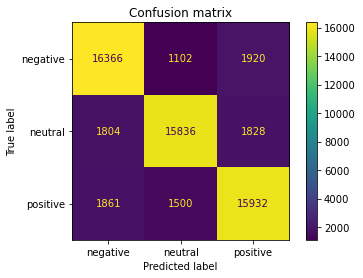 Confusion matrix
16000
negative 16366 1102 1920
14000
12000
10000
neutral 1804 15836 1828
8000
6000
positive 1861 1500 15932
4000
2000
negative neutral positive
Predicted label
True label